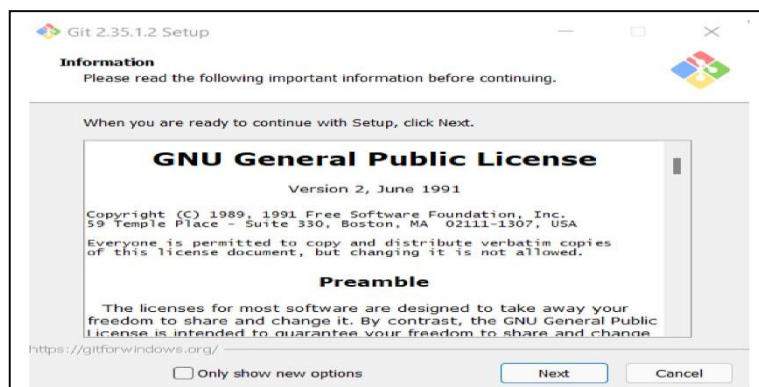 Git 2.35.1.2 Setup
Information
Please read the following important information before continuing.
When you are ready to continue with Setup, click Next.
GNU General Public License
Version 2, June 1991
Copyright (C) 1989, 1991 Free Software Foundation, Inc.
59 Temple Place - Suite 330, Boston, MA  02111-1307, USA
Everyone is permitted to copy and distribute verbatim copies
of this license document, but changing it is not allowed.
Preamble
The licenses for most software are designed to take away your
freedom to share and change it. By contrast, the GNU General Public
License is intended to guarantee your freedom to share and change
https://gitforwindows.org/
Only show new options
Next
Cancel